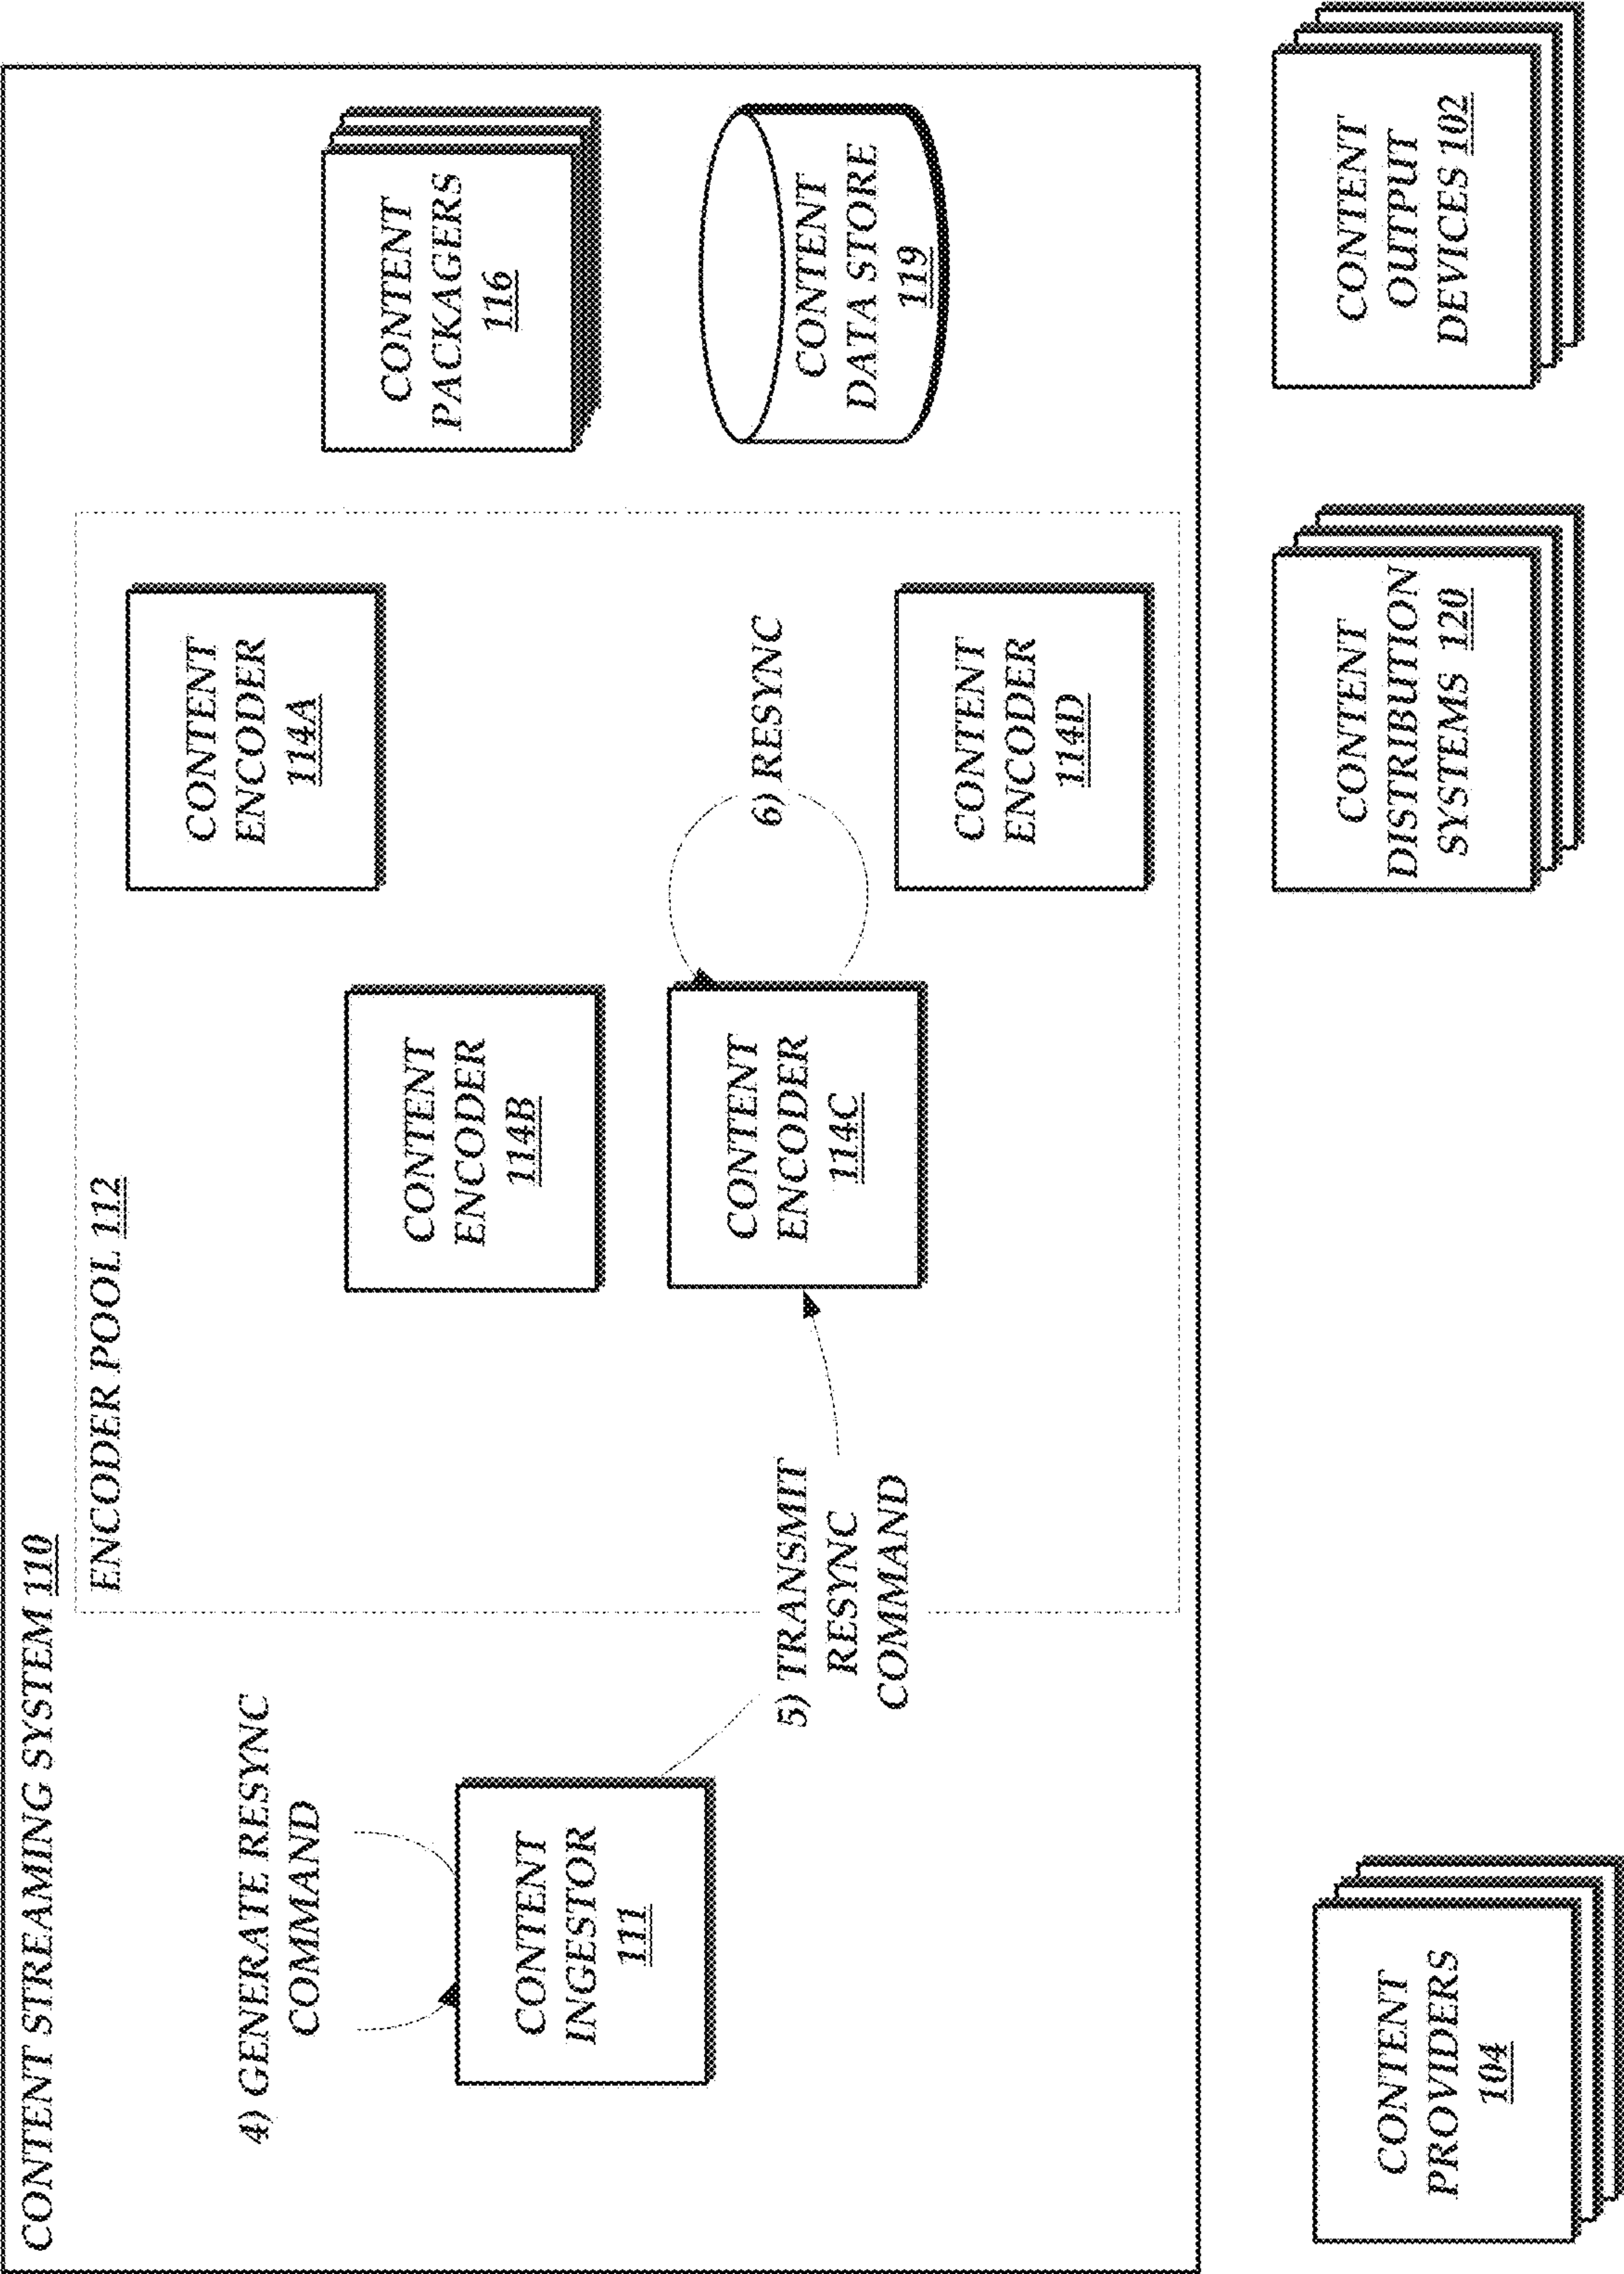 CONTENT STREAMING SYSTEM 110
ENCODER POOL 112
4) GENERATE RESYNC
COMMAND
CONTENT
INGESTOR
111
5) TRANSMIT
RESYNC
COMMAND
CONTENT
ENCODER
114A
CONTENT
ENCODER
114B
CONTENT
ENCODER
114C
6) RESYNC
CONTENT
ENCODER
114D
CONTENT
PACKAGERS
116
CONTENT
DATA STORE
119
CONTENT
PROVIDERS
104
CONTENT
DISTRIBUTION
SYSTEMS 120
CONTENT
OUTPUT
DEVICES 102